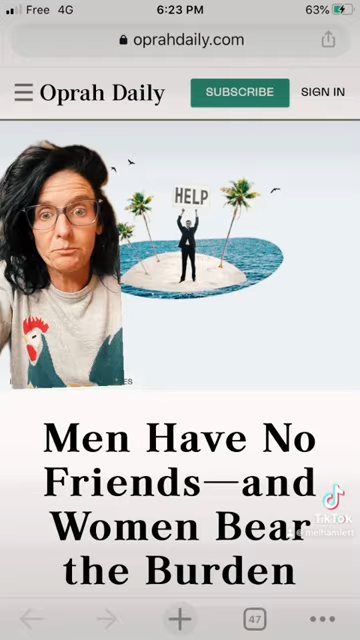 Free 4G 6:23 PM 63%
oprahdaily.com
Oprah Daily SUBSCRIBE SIGN IN
HELP
ES
Men Have No
Friends—and
Women Bear
the Burden
TikTok
47